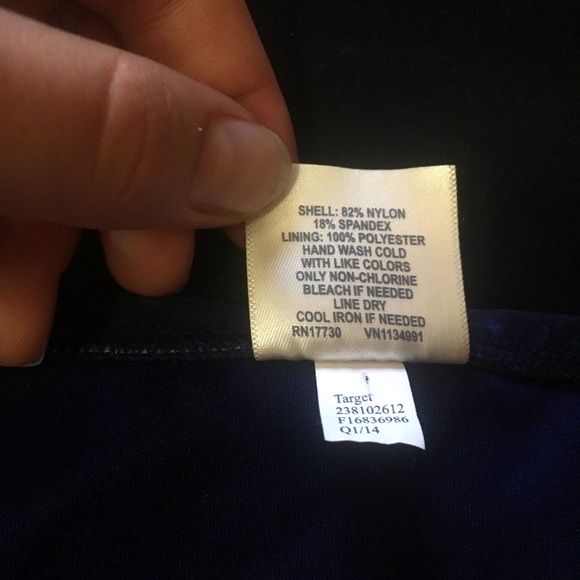 SHELL: 82% NYLON
18% SPANDEX
LINING: 100% POLYESTER
HAND WASH COLD
WITH LIKE COLORS
ONLY NON-CHLORINE
BLEACH IF NEEDED
LINE DRY
COOL IRON IF NEEDED
RN17730 VN1134991
Target
238102612
F16836986
Q1/14